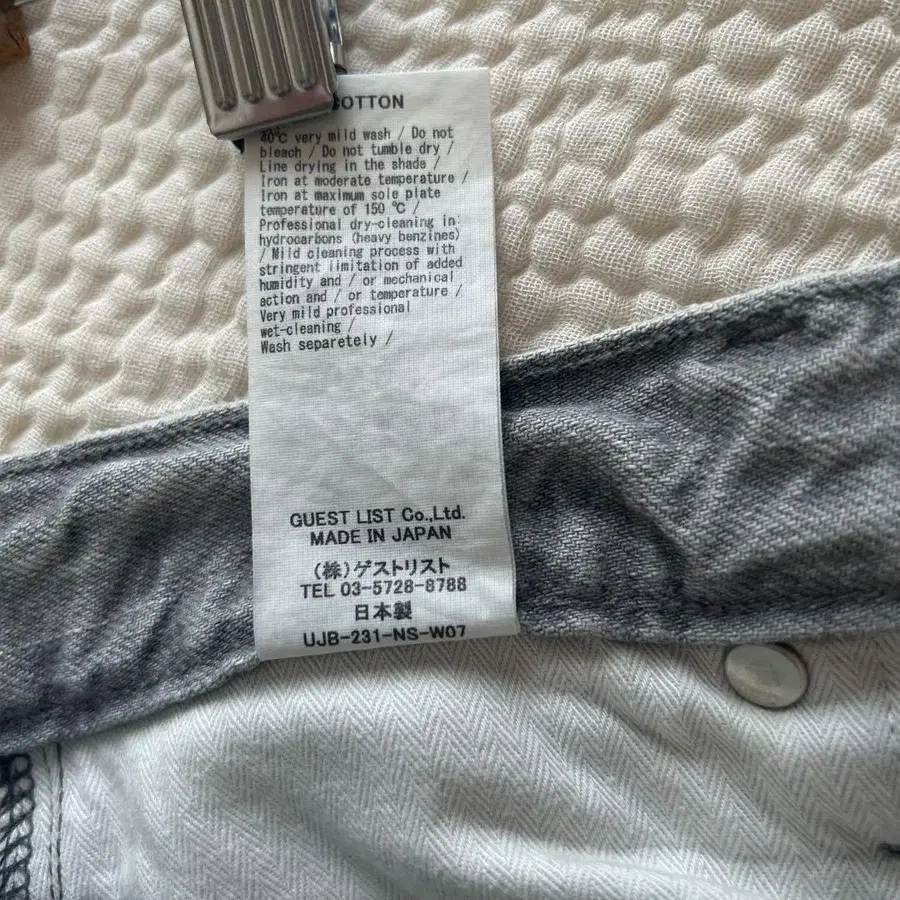 COTTON
40℃ very mild wash / Do not
bleach / Do not tumble dry /
Line drying in the shade /
Iron at moderate temperature /
Iron at maximum sole plate
temperature of 150 ℃ /
Professional dry-cleaning in
hydrocarbons (heavy benzines)
/ Mild cleaning process with
stringent limitation of added
humidity and / or mechanical
action and / or temperature /
Very mild professional
wet-cleaning /
Wash separetely /
GUEST LIST Co.,Ltd.
MADE IN JAPAN
(株)ゲストリスト
TEL 03-5728-8788
日本製
UJB-231-NS-W07